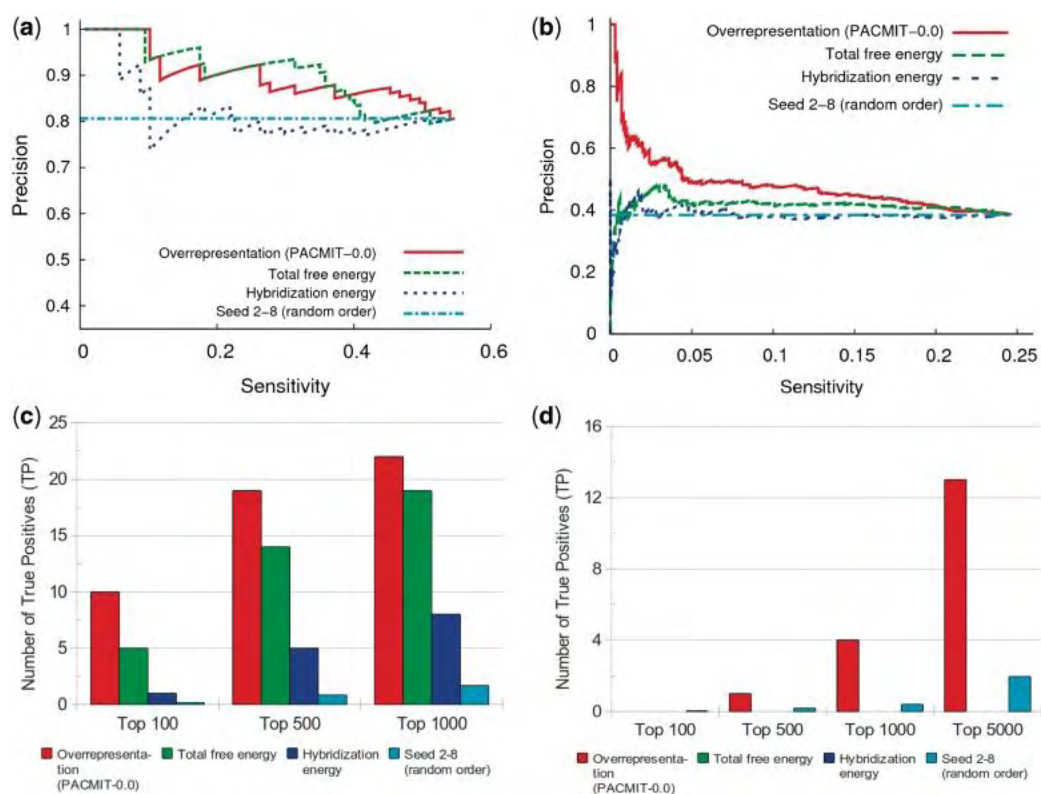 (a)
1
0.9
0.8
0.7
0.6
0.5
0.4
Precision
Overrepresentation (PACMIT−0.0)
Total free energy
Hybridization energy
Seed 2−8 (random order)
0
0.2
0.4
0.6
Sensitivity
(b)
1
0.8
0.6
0.4
0.2
0
Precision
Overrepresentation (PACMIT−0.0)
Total free energy
Hybridization energy
Seed 2−8 (random order)
0
0.05
0.1
0.15
0.2
0.25
Sensitivity
(c)
25
20
15
10
5
0
Number of True Positives (TP)
Top 100
Top 500
Top 1000
Overrepresenta-
tion
(PACMIT-0.0)
Total free energy
Hybridization
energy
Seed 2-8
(random order)
(d)
16
12
8
4
0
Number of True Positives (TP)
Top 100
Top 500
Top 1000
Top 5000
Overrepresenta-
tion
(PACMIT-0.0)
Total free energy
Hybridization
energy
Seed 2-8
(random order)